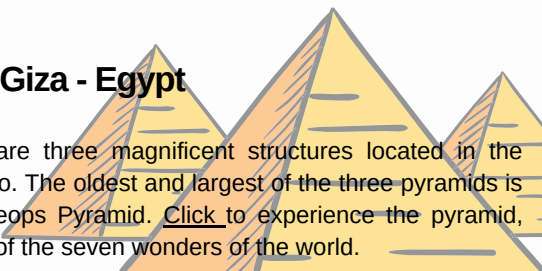 Giza - Egypt
are three magnificent structures located in the
o. The oldest and largest of the three pyramids is
eops Pyramid. Click to experience the pyramid,
of the seven wonders of the world.